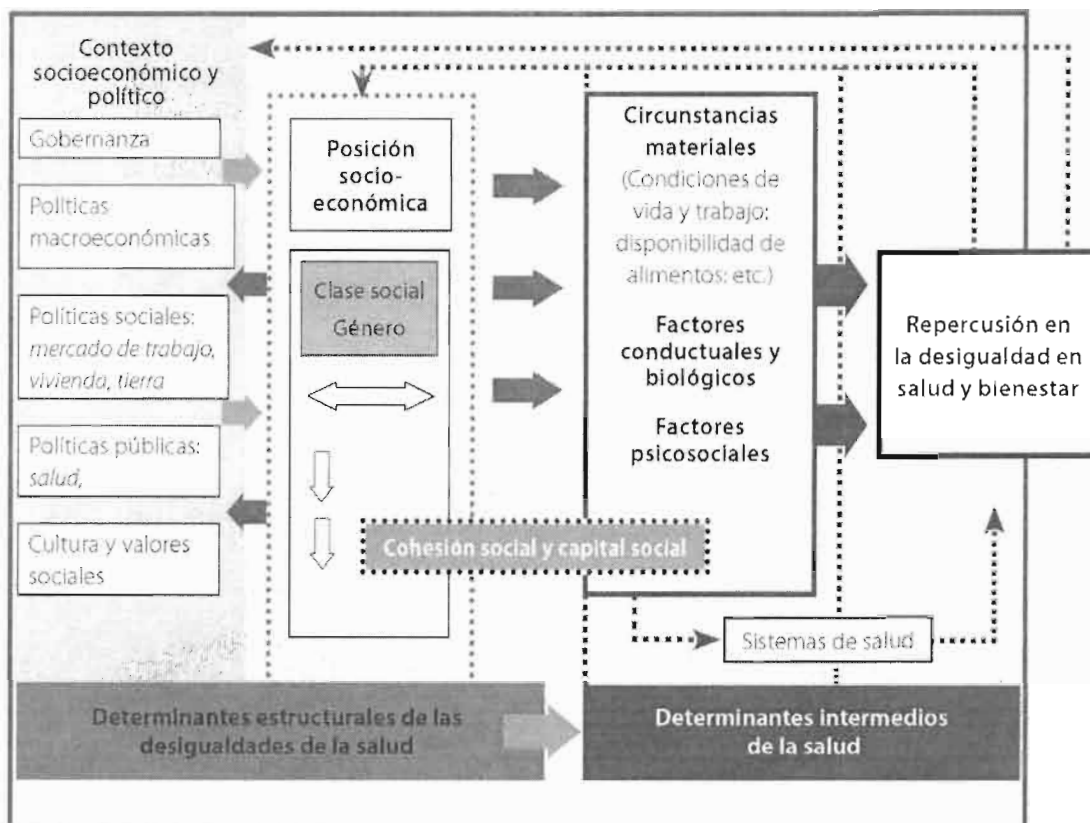 Contexto
socioeconómico y
político
Gobernanza
Políticas
macroeconómicas
Políticas sociales:
mercado de trabajo,
vivienda, tierra
Políticas públicas:
salud,
Cultura y valores
sociales
Posición
socio-
económica
Clase social
Género
Circunstancias
materiales
(Condiciones de
vida y trabajo;
disponibilidad de
alimentos; etc.)
Factores
conductuales y
biológicos
Factores
psicosociales
Cohesión social y capital social
Sistemas de salud
Repercusión en
la desigualdad en
salud y bienestar
Determinantes estructurales de las
desigualdades de la salud
Determinantes intermedios
de la salud